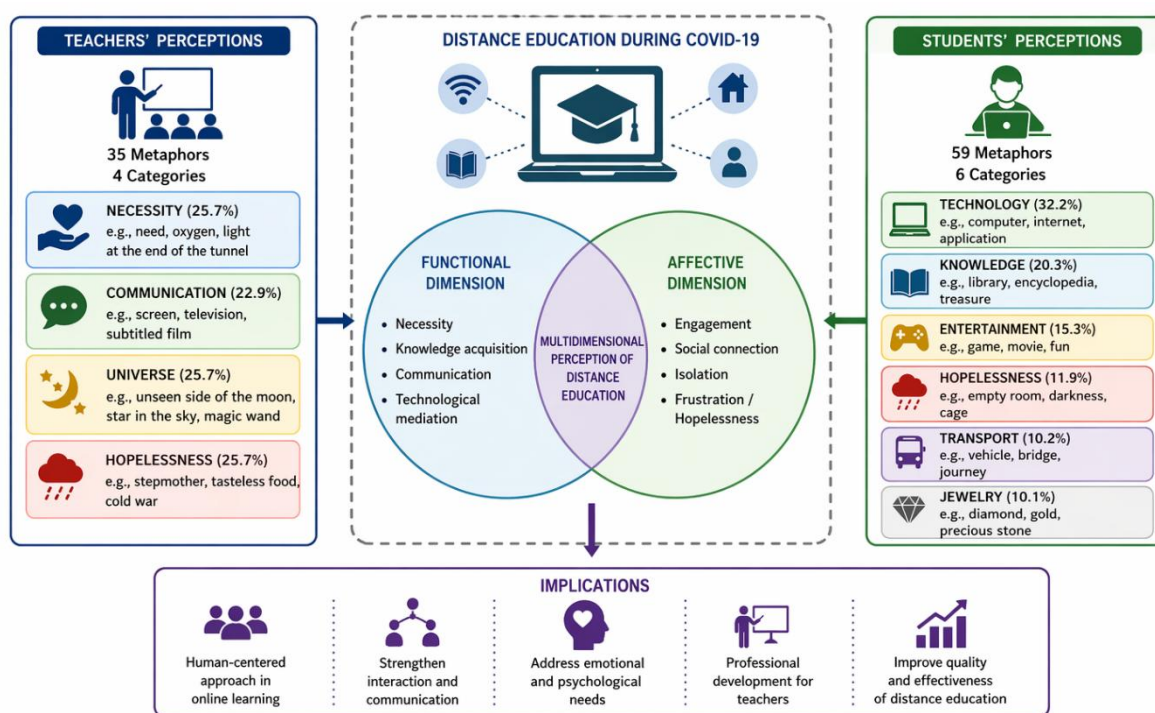 TEACHERS' PERCEPTIONS
35 Metaphors
4 Categories
NECESSITY (25.7%)
e.g., need, oxygen, light
at the end of the tunnel
COMMUNICATION (22.9%)
e.g., screen, television,
subtitled film
UNIVERSE (25.7%)
e.g., unseen side of the moon,
star in the sky, magic wand
HOPELESSNESS (25.7%)
e.g., stepmother, tasteless food,
cold war
DISTANCE EDUCATION DURING COVID-19
FUNCTIONAL
DIMENSION
• Necessity
• Knowledge acquisition
• Communication
• Technological
mediation
MULTIDIMENSIONAL
PERCEPTION OF
DISTANCE
EDUCATION
AFFECTIVE
DIMENSION
• Engagement
• Social connection
• Isolation
• Frustration /
Hopelessness
STUDENTS' PERCEPTIONS
59 Metaphors
6 Categories
TECHNOLOGY (32.2%)
e.g., computer, internet,
application
KNOWLEDGE (20.3%)
e.g., library, encyclopedia,
treasure
ENTERTAINMENT (15.3%)
e.g., game, movie, fun
HOPELESSNESS (11.9%)
e.g., empty room, darkness,
cage
TRANSPORT (10.2%)
e.g., vehicle, bridge,
journey
JEWELRY (10.1%)
e.g., diamond, gold,
precious stone
IMPLICATIONS
Human-centered
approach in
online learning
Strengthen
interaction and
communication
Address emotional
and psychological
needs
Professional
development for
teachers
Improve quality
and effectiveness
of distance education